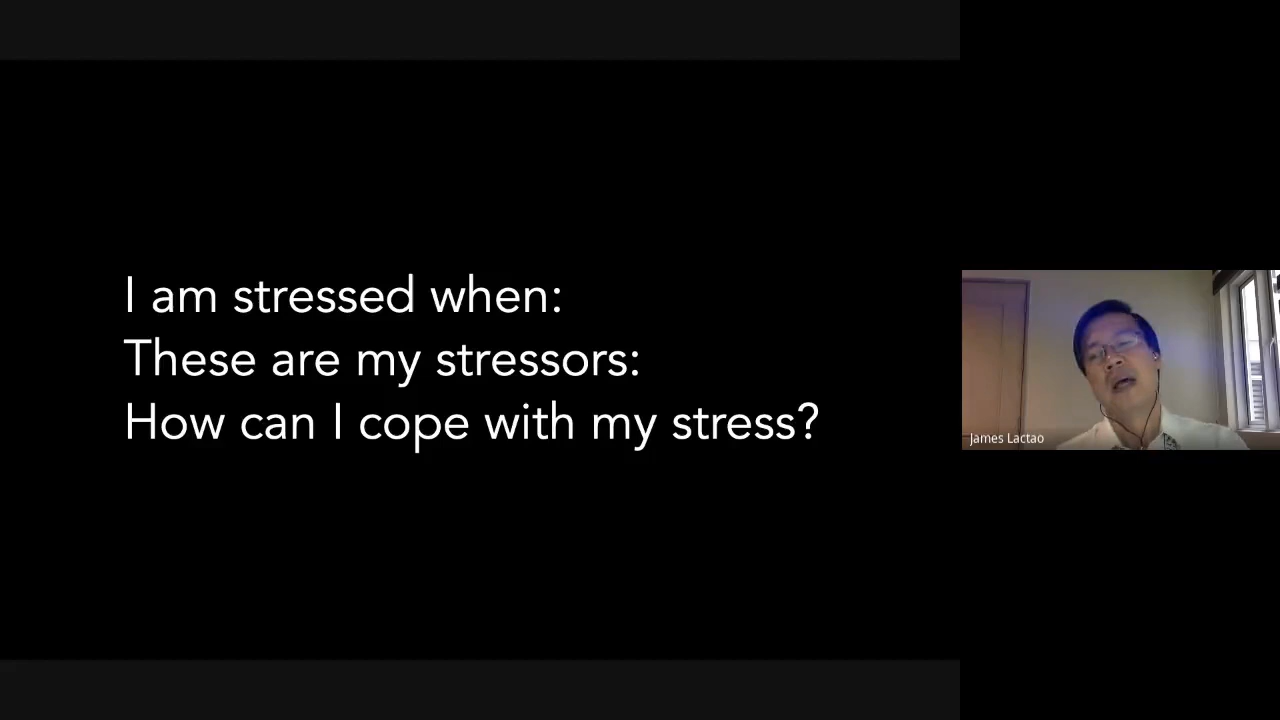 I am stressed when:
These are my stressors:
How can I cope with my stress?
James Lactao